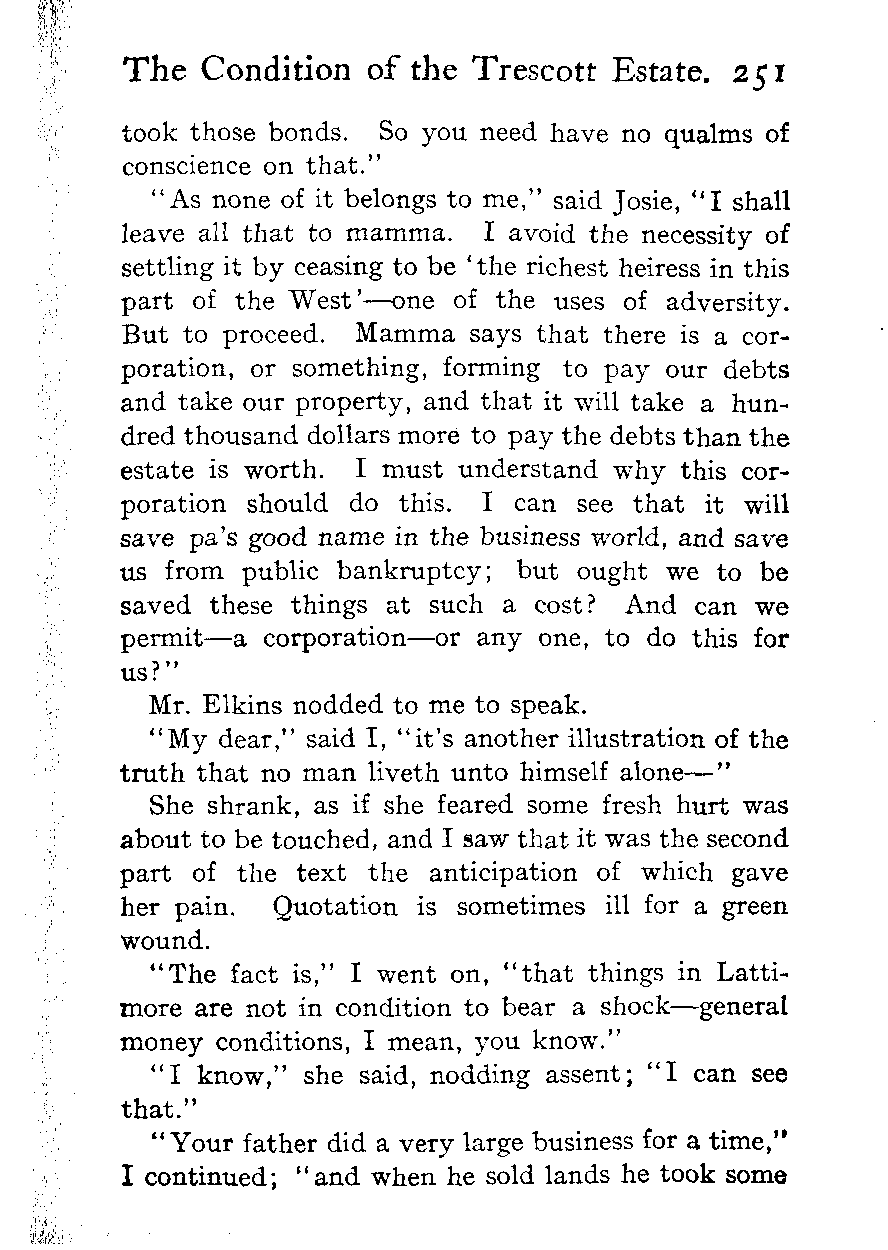 The Condition of the Trescott Estate. 251
took those bonds. So you need have no qualms of
conscience on that."
"As none of it belongs to me," said Josie, "I shall
leave all that to mamma. I avoid the necessity of
settling it by ceasing to be 'the richest heiress in this
part of the West'—one of the uses of adversity.
But to proceed. Mamma says that there is a cor-
poration, or something, forming to pay our debts
and take our property, and that it will take a hun-
dred thousand dollars more to pay the debts than the
estate is worth. I must understand why this cor-
poration should do this. I can see that it will
save pa's good name in the business world, and save
us from public bankruptcy; but ought we to be
saved these things at such a cost? And can we
permit—a corporation—or any one, to do this for
us?"
Mr. Elkins nodded to me to speak.
"My dear," said I, "it's another illustration of the
truth that no man liveth unto himself alone—"
She shrank, as if she feared some fresh hurt was
about to be touched, and I saw that it was the second
part of the text the anticipation of which gave
her pain. Quotation is sometimes ill for a green
wound.
"The fact is," I went on, "that things in Latti-
more are not in condition to bear a shock—general
money conditions, I mean, you know."
"I know," she said, nodding assent; "I can see
that."
"Your father did a very large business for a time,"
I continued; "and when he sold lands he took some